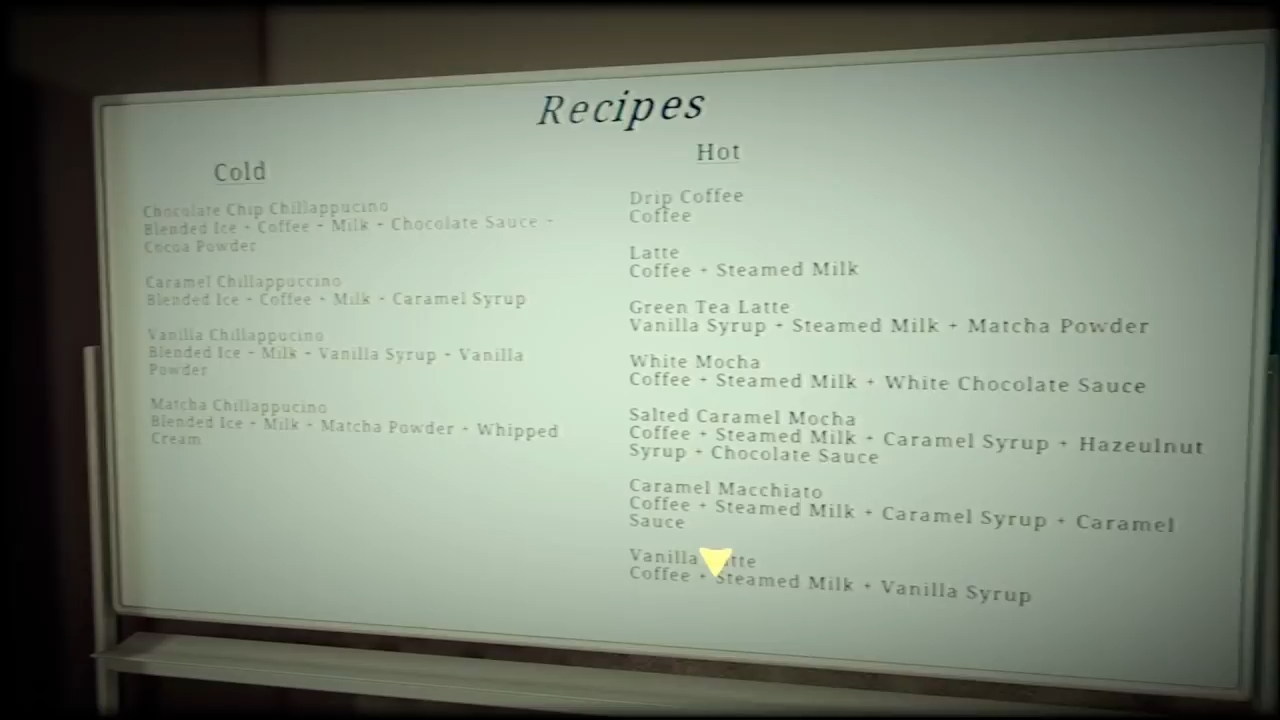 Recipes
Cold
Chocolate Chip Chillappucino
Blended Ice + Coffee + Milk + Chocolate Sauce +
Cocoa Powder
Caramel Chillappuccino
Blended Ice + Coffee + Milk + Caramel Syrup
Vanilla Chillappucino
Blended Ice + Milk + Vanilla Syrup + Vanilla
Powder
Matcha Chillappucino
Blended Ice + Milk + Matcha Powder + Whipped
Cream
Hot
Drip Coffee
Coffee
Latte
Coffee + Steamed Milk
Green Tea Latte
Vanilla Syrup + Steamed Milk + Matcha Powder
White Mocha
Coffee + Steamed Milk + White Chocolate Sauce
Salted Caramel Mocha
Coffee + Steamed Milk + Caramel Syrup + Hazeulnut
Syrup + Chocolate Sauce
Caramel Macchiato
Coffee + Steamed Milk + Caramel Syrup + Caramel
Sauce
Vanilla Latte
Coffee + Steamed Milk + Vanilla Syrup